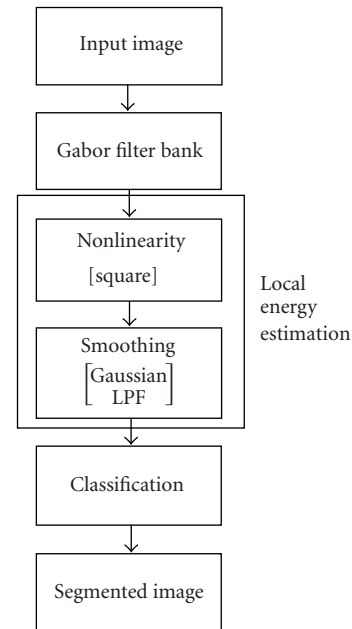 Input image
Gabor filter bank
Nonlinearity
[square]
Smoothing
[Gaussian
LPF]
Local
energy
estimation
Classification
Segmented image